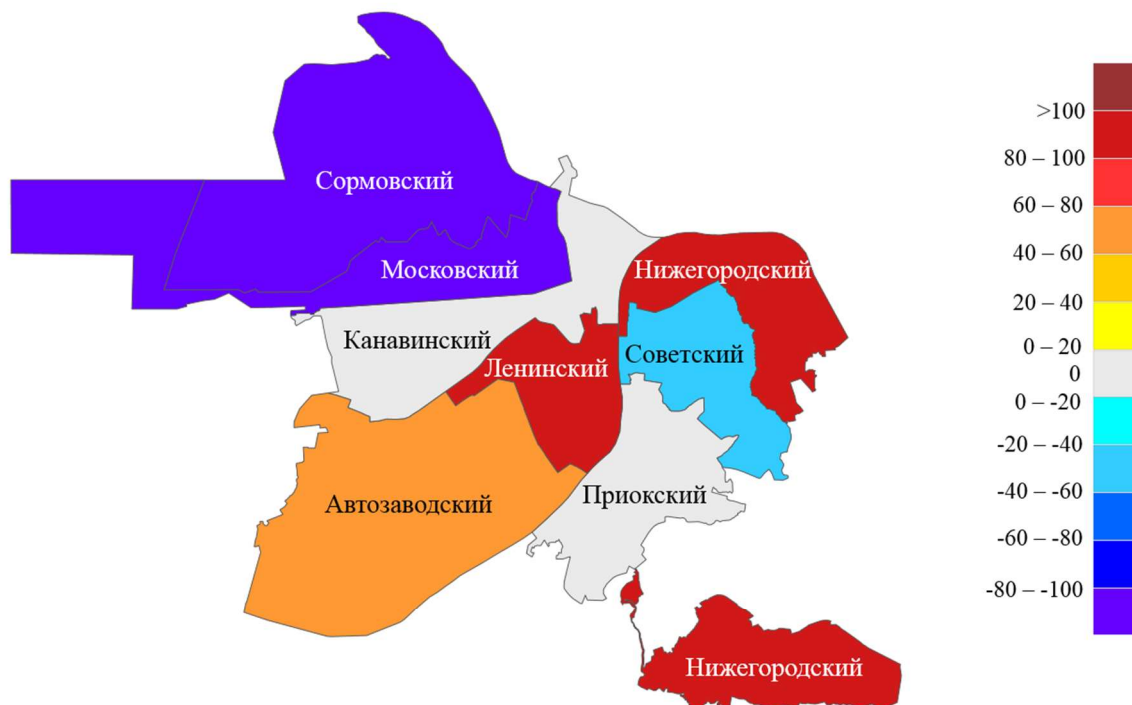 Сормовский
Московский
Нижегородский
Канавинский
Советский
Ленинский
Автозаводский
Приокский
Нижегородский
>100
80 – 100
60 – 80
40 – 60
20 – 40
0 – 20
0
0 – -20
-20 – -40
-40 – -60
-60 – -80
-80 – -100